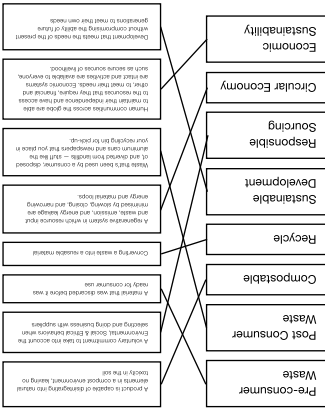 Pre-consumer
Waste
Post Consumer
Waste
Compostable
Recycle
Sustainable
Development
Responsible
Sourcing
Circular Economy
Economic
Sustainability
A product is capable of disintegrating into natural
elements in a compost environment, leaving no
toxicity in the soil
A voluntary commitment to take into account the
Environmental, Social & Ethical behaviors when
selecting and doing business with suppliers
A material that was discarded before it was
ready for consumer use
Converting a waste into a reusable material
A regenerative system in which resource input
and waste, emission, and energy leakage are
minimised by slowing, closing, and narrowing
energy and material loops.
Waste that's been used by a consumer, disposed
of, and diverted from landfills — stuff like the
aluminum cans and newspapers that you place in
your recycling bin for pick-up.
Human communities across the globe are able
to maintain their independence and have access
to the resources that they require, financial and
other, to meet their needs. Economic systems
are intact and activities are available to everyone,
such as secure sources of livelihood.
Development that meets the needs of the present
without compromising the ability of future
generations to meet their own needs